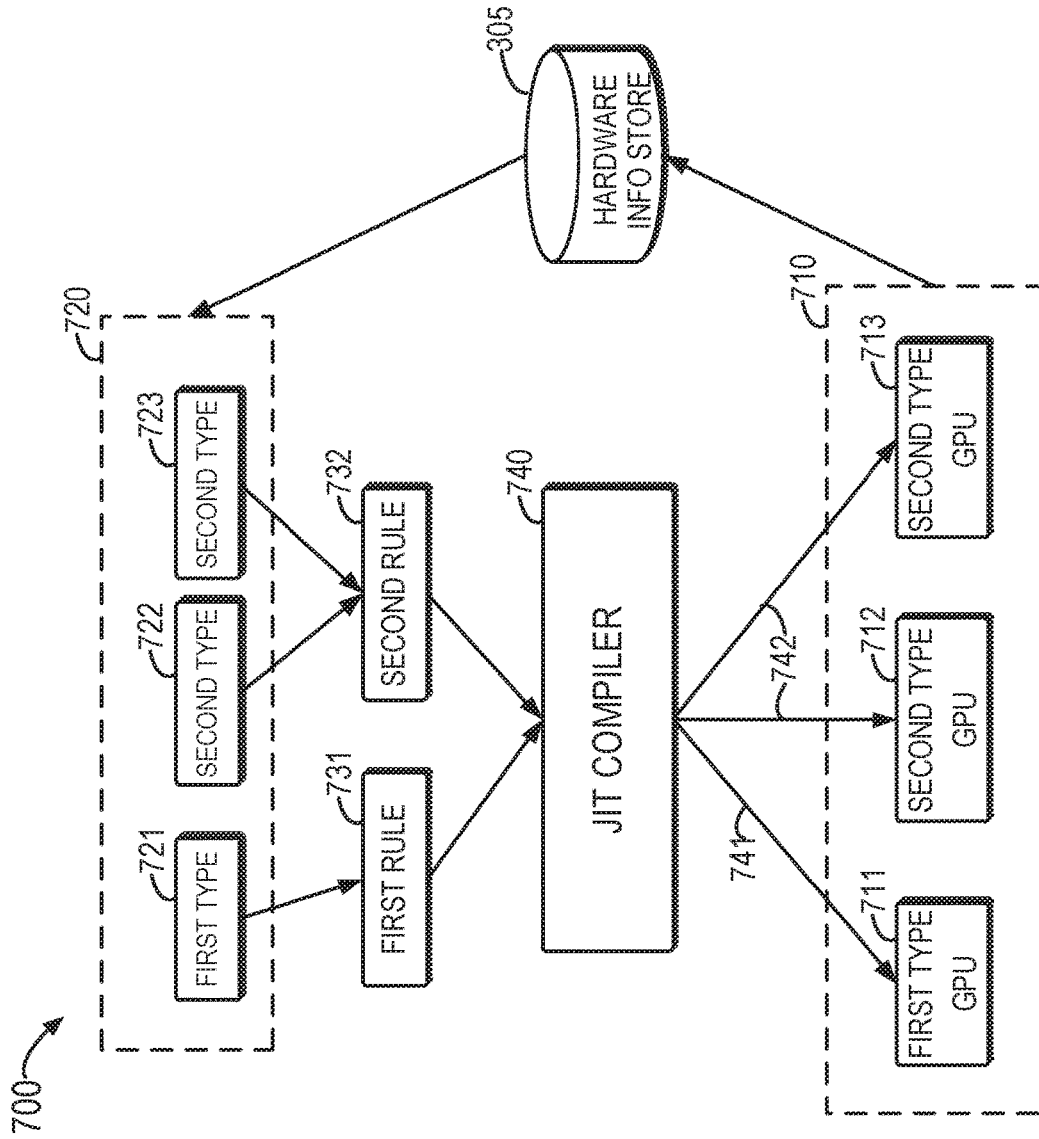 700
720
721
FIRST TYPE
722
SECOND TYPE
723
SECOND TYPE
731
FIRST RULE
732
SECOND RULE
305
HARDWARE
INFO STORE
740
JIT COMPILER
741
742
710
711
FIRST TYPE
GPU
712
SECOND TYPE
GPU
713
SECOND TYPE
GPU